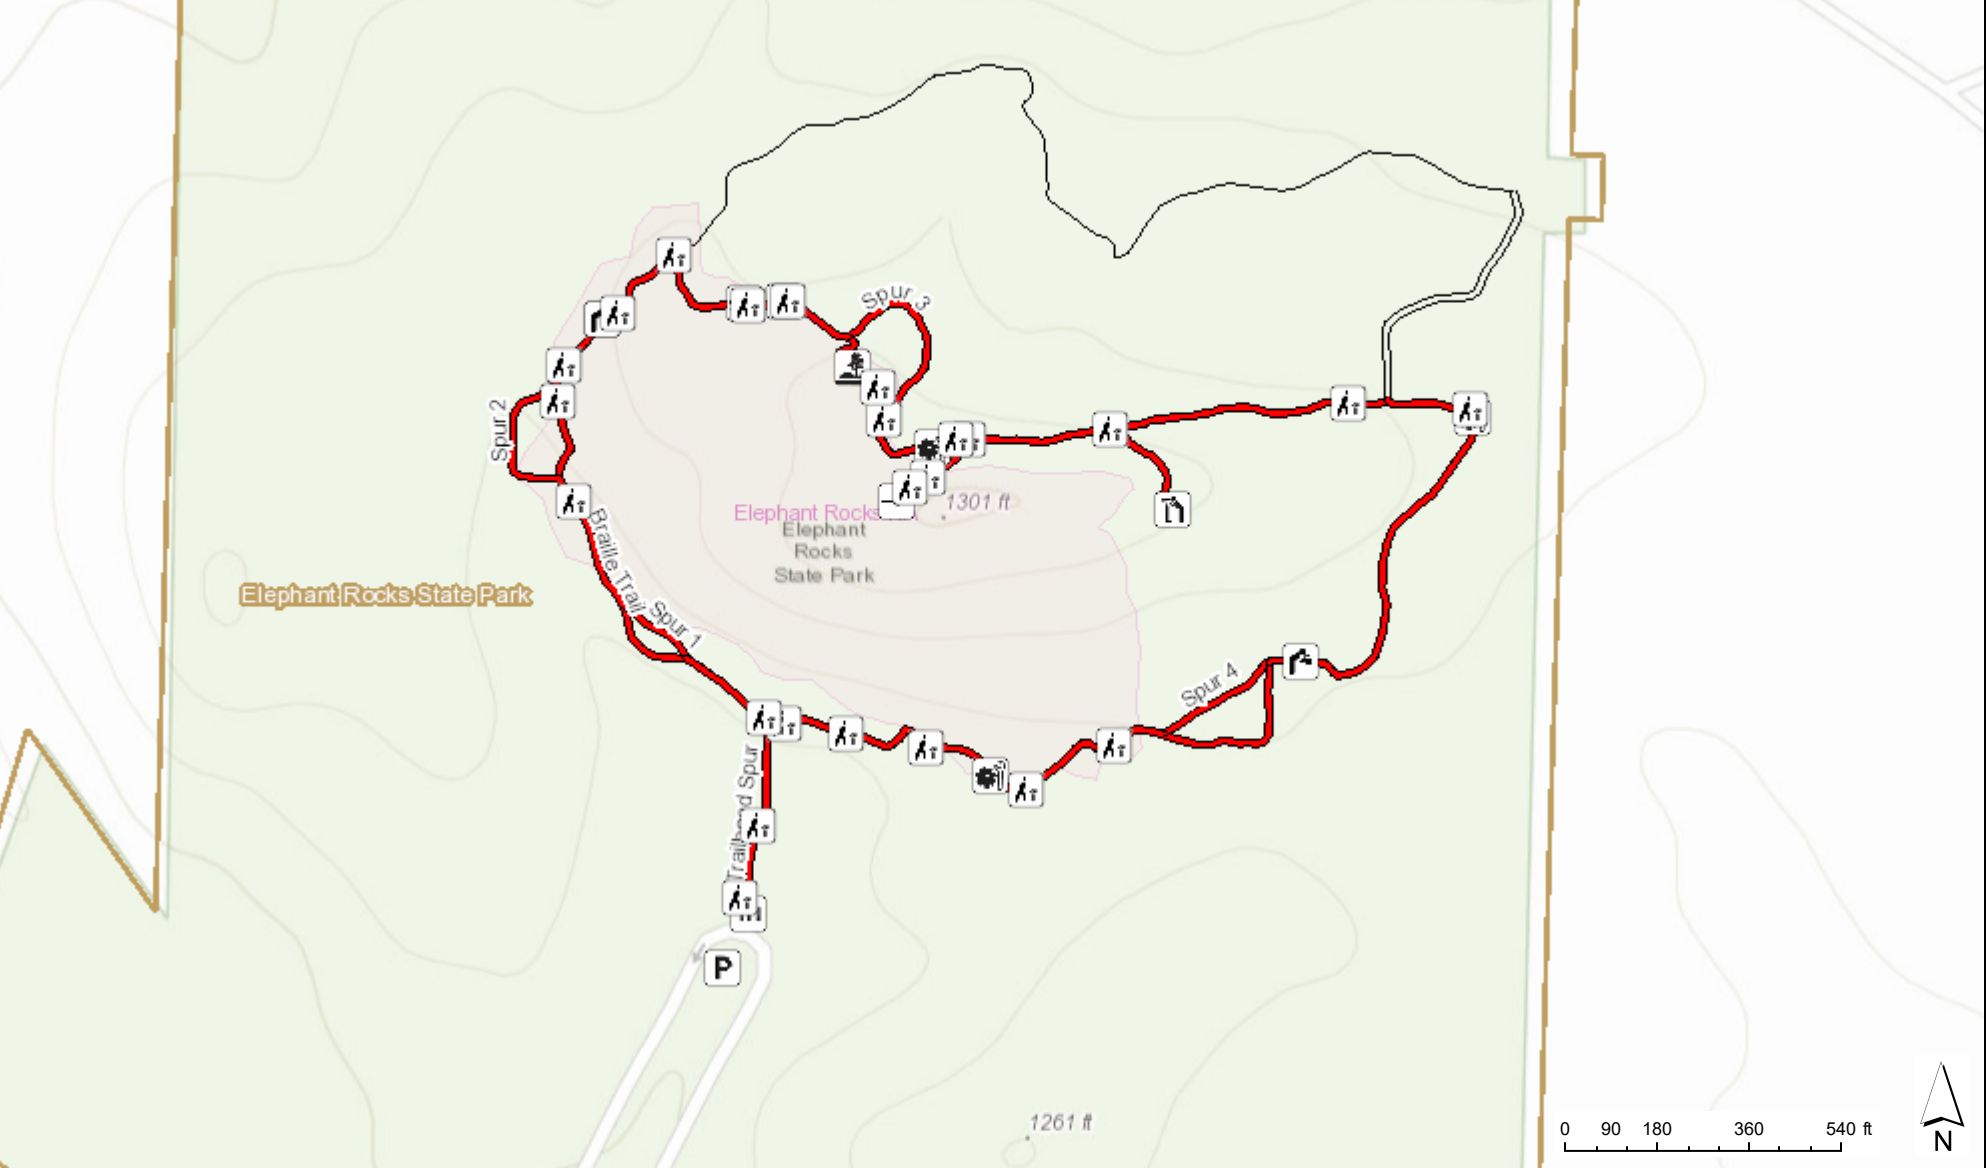 Spur 3
Spur 2
1301 ft
Elephant Rocks
Elephant
Rocks
State Park
Braille Trail
Elephant Rocks State Park
Spur 1
Spur 4
Trailhead Spur
P
1261 ft
0 90 180 360 540 ft
N